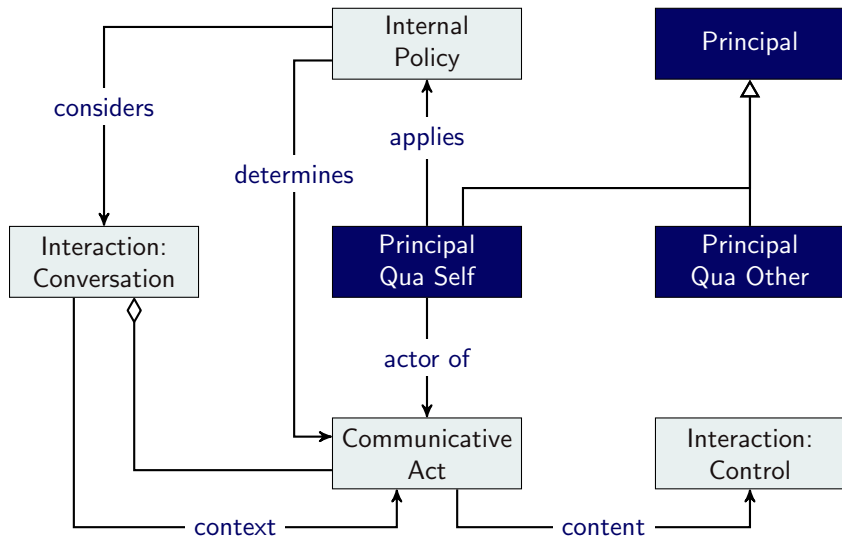 Internal
Policy
Principal
considers
applies
determines
Interaction:
Conversation
Principal
Qua Self
Principal
Qua Other
actor of
Communicative
Act
Interaction:
Control
context
content